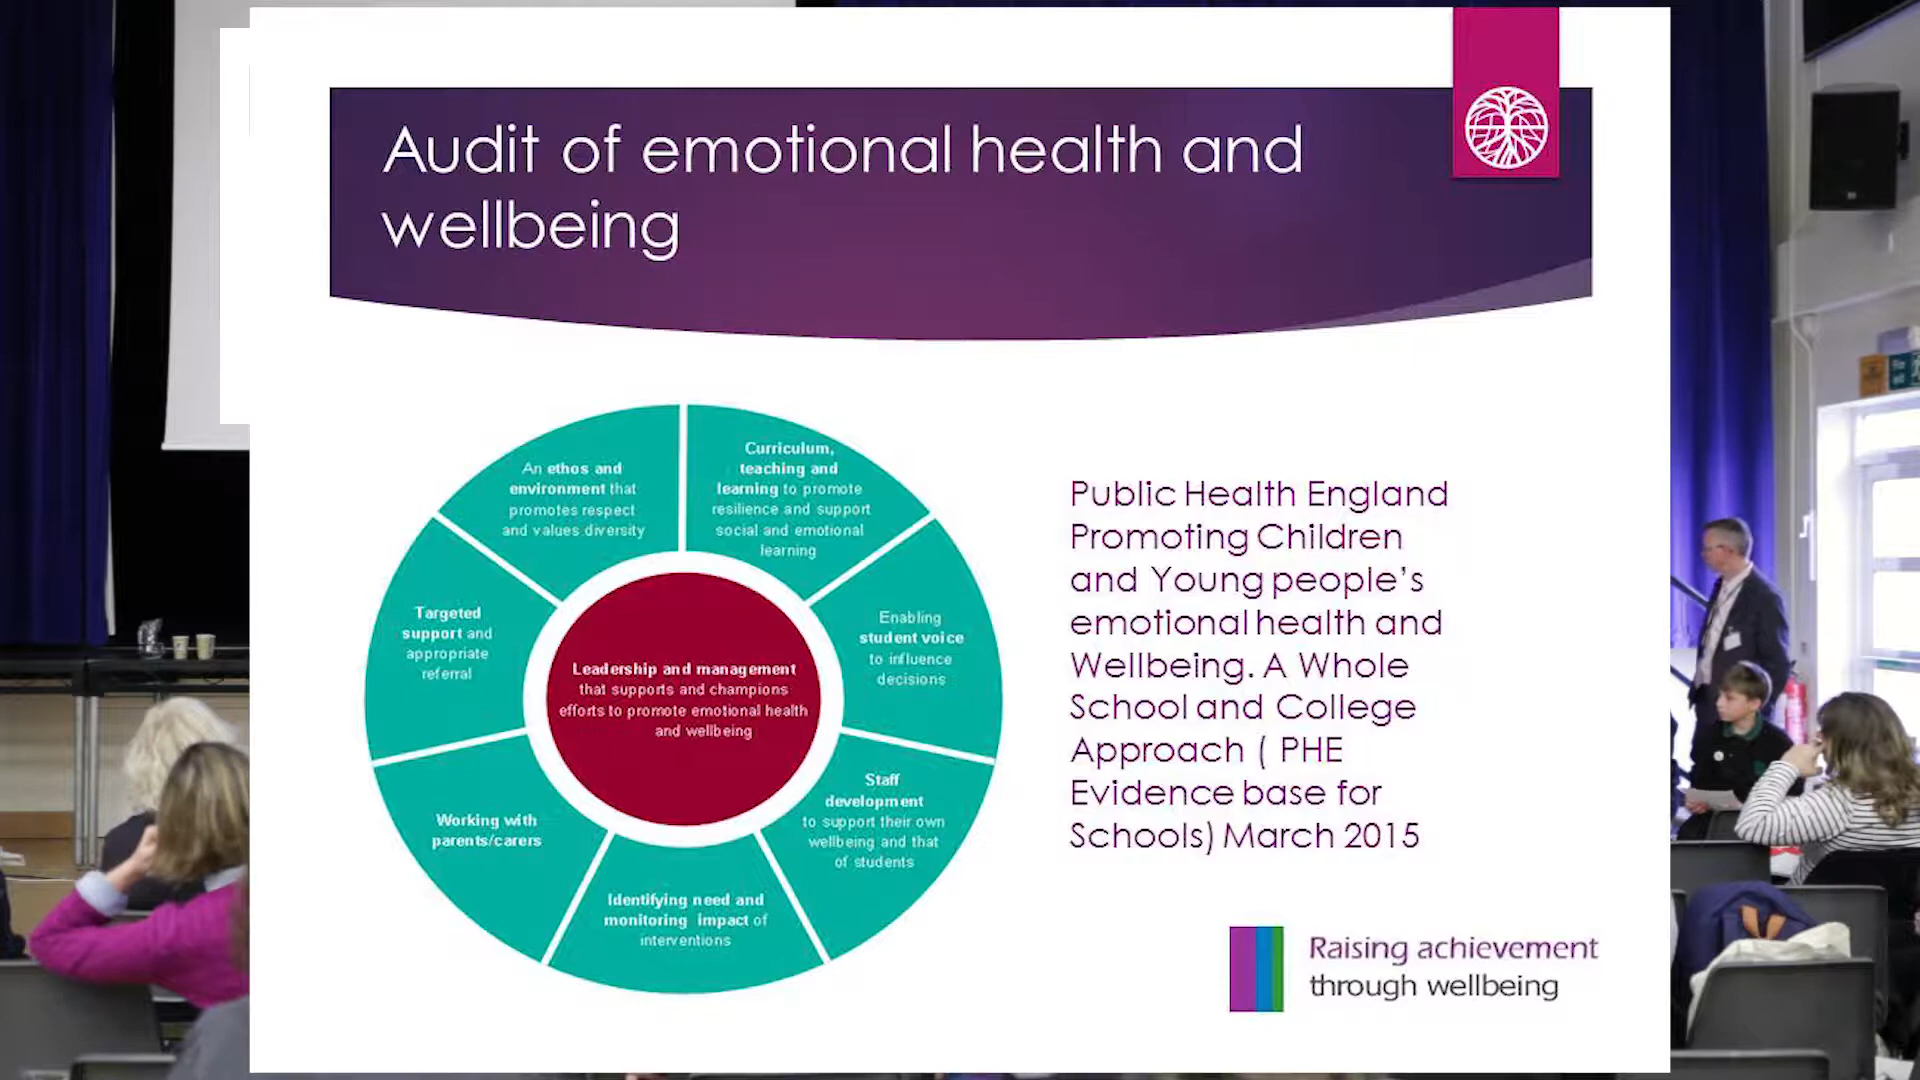 Audit of emotional health and
wellbeing
An ethos and
environment that
promotes respect
and values diversity
Curriculum,
teaching and
learning to promote
resilience and support
social and emotional
learning
Enabling
student voice
to influence
decisions
Staff
development
to support their own
wellbeing and that
of students
Identifying need and
monitoring impact of
interventions
Working with
parents/carers
Targeted
support and
appropriate
referral
Leadership and management
that supports and champions
efforts to promote emotional health
and wellbeing
Public Health England
Promoting Children
and Young people's
emotional health and
Wellbeing. A Whole
School and College
Approach ( PHE
Evidence base for
Schools) March 2015
Raising achievement
through wellbeing